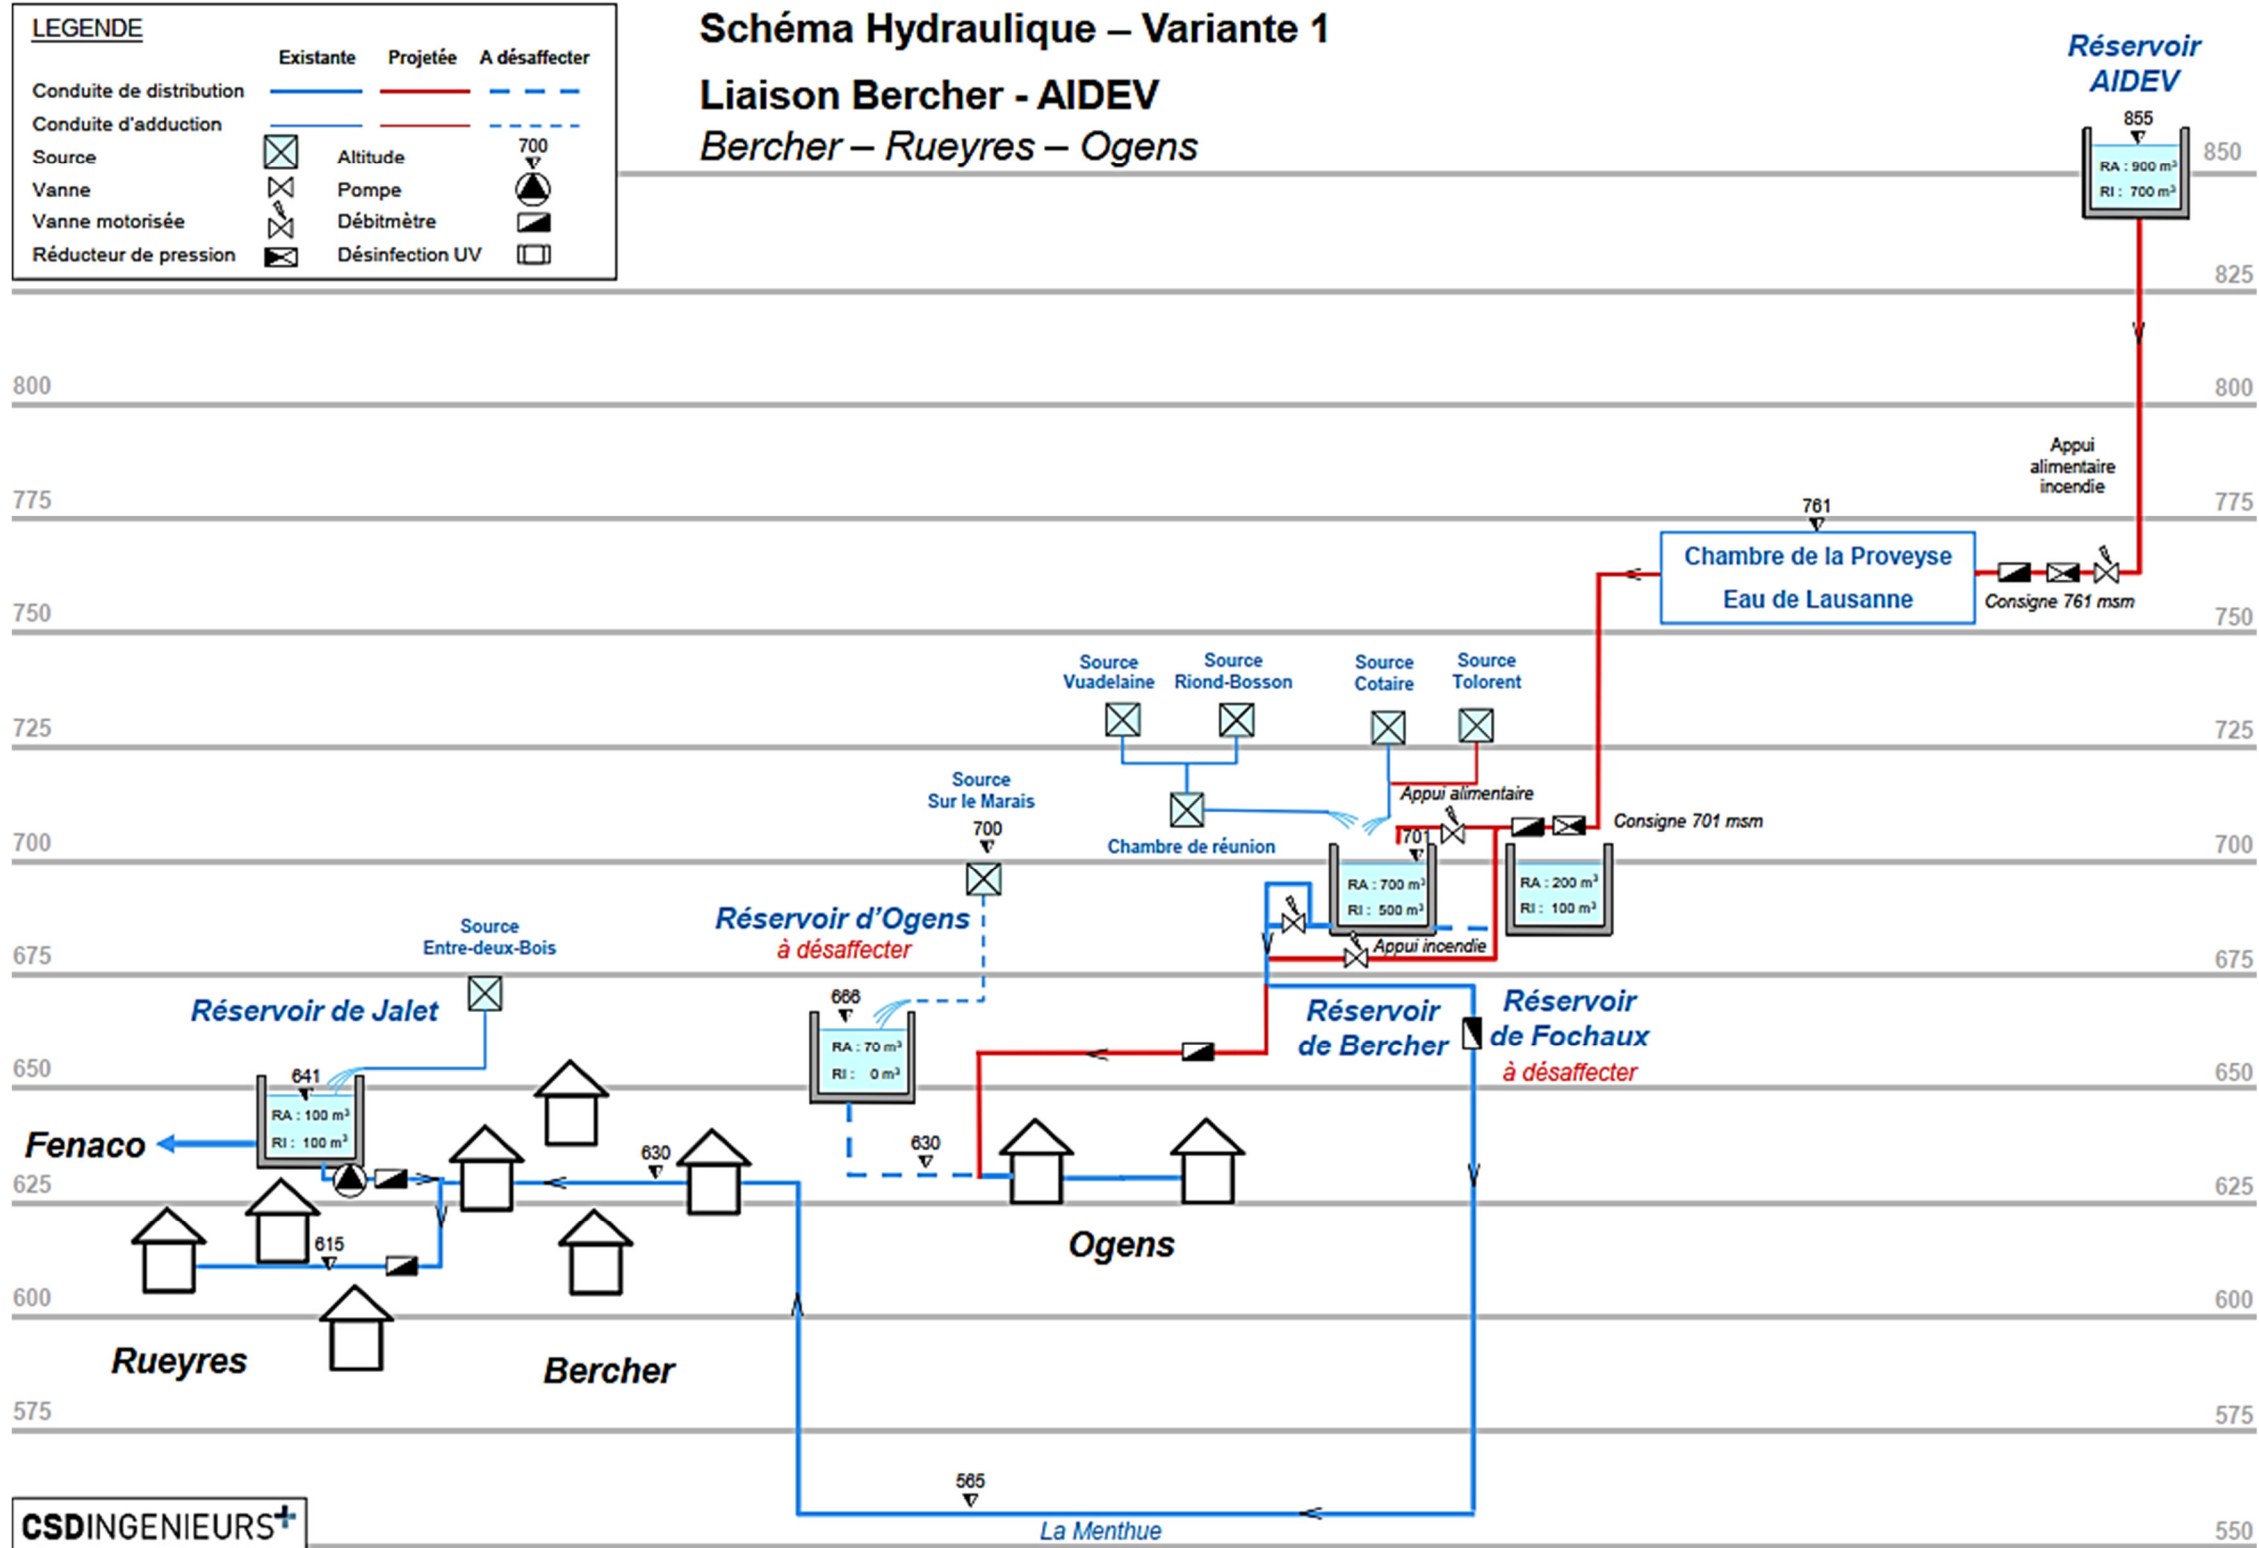 LEGENDE
Existante Projetée A désaffecter
Conduite de distribution
Conduite d'adduction
Source Altitude 700
Vanne Pompe
Vanne motorisée Débitmètre
Réducteur de pression Désinfection UV
Schéma Hydraulique – Variante 1
Liaison Bercher - AIDEV
Bercher – Rueyres – Ogens
Réservoir
AIDEV
855
RA : 900 m³
RI : 700 m³
850
825
800 800
Appui
alimentaire
incendie
775 775
761
Chambre de la Proveyse
Eau de Lausanne
Consigne 761 msm
750 750
Source
Vuadelaine
Source
Riond-Bosson
Source
Cotaire
Source
Tolorent
725 725
Source
Sur le Marais
700
Chambre de réunion
Appui alimentaire
Consigne 701 msm
701
700 700
RA : 700 m³
RI : 500 m³
RA : 200 m³
RI : 100 m³
Appui incendie
Réservoir d'Ogens
à désaffecter
Source
Entre-deux-Bois
675 675
Réservoir de Jalet
666
RA : 70 m³
RI : 0 m³
Réservoir
de Bercher
Réservoir
de Fochaux
à désaffecter
650 650
641
RA : 100 m³
RI : 100 m³
Fenaco
630
630
625 625
615
Ogens
600 600
Rueyres
Bercher
575 575
565
La Menthue
CSDINGENIEURS+
550